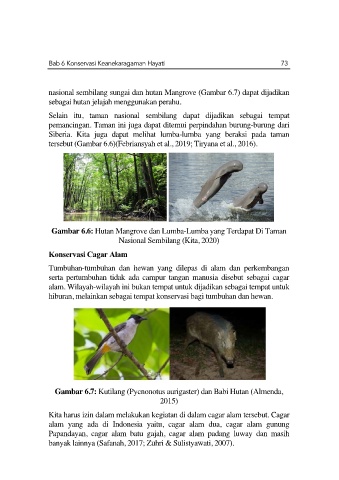 Bab 6 Konservasi Keanekaragaman Hayati 73
nasional sembilang sungai dan hutan Mangrove (Gambar 6.7) dapat dijadikan
sebagai hutan jelajah menggunakan perahu.
Selain itu, taman nasional sembilang dapat dijadikan sebagai tempat
pemancingan. Taman ini juga dapat ditemui perpindahan burung-burung dari
Siberia. Kita juga dapat melihat lumba-lumba yang beraksi pada taman
tersebut (Gambar 6.6)(Febriansyah et al., 2019; Tiryana et al., 2016).
Gambar 6.6: Hutan Mangrove dan Lumba-Lumba yang Terdapat Di Taman
Nasional Sembilang (Kita, 2020)
Konservasi Cagar Alam
Tumbuhan-tumbuhan dan hewan yang dilepas di alam dan perkembangan
serta pertumbuhan tidak ada campur tangan manusia disebut sebagai cagar
alam. Wilayah-wilayah ini bukan tempat untuk dijadikan sebagai tempat untuk
hiburan, melainkan sebagai tempat konservasi bagi tumbuhan dan hewan.
Gambar 6.7: Kutilang (Pycnonotus aurigaster) dan Babi Hutan (Almenda,
2015)
Kita harus izin dalam melakukan kegiatan di dalam cagar alam tersebut. Cagar
alam yang ada di Indonesia yaitu, cagar alam dua, cagar alam gunung
Papandayan, cagar alam batu gajah, cagar alam padang luway dan masih
banyak lainnya (Safanah, 2017; Zuhri & Sulistyawati, 2007).